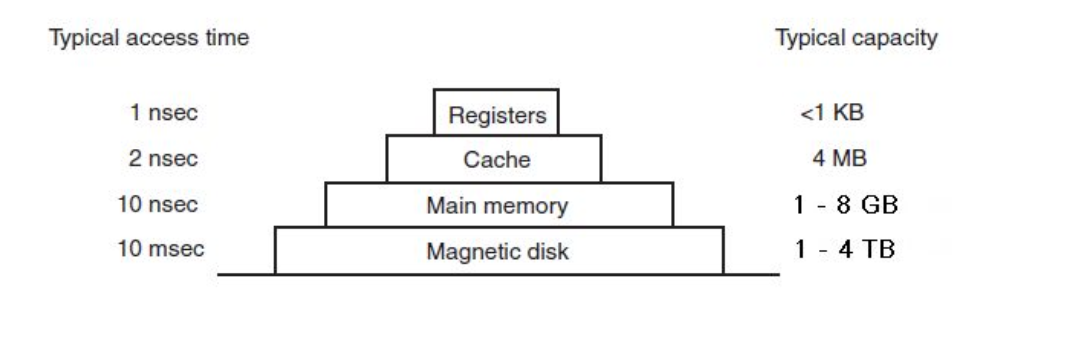 Typical access time Typical capacity
1 nsec Registers <1 KB
2 nsec Cache 4 MB
10 nsec Main memory 1 - 8 GB
10 msec Magnetic disk 1 - 4 TB